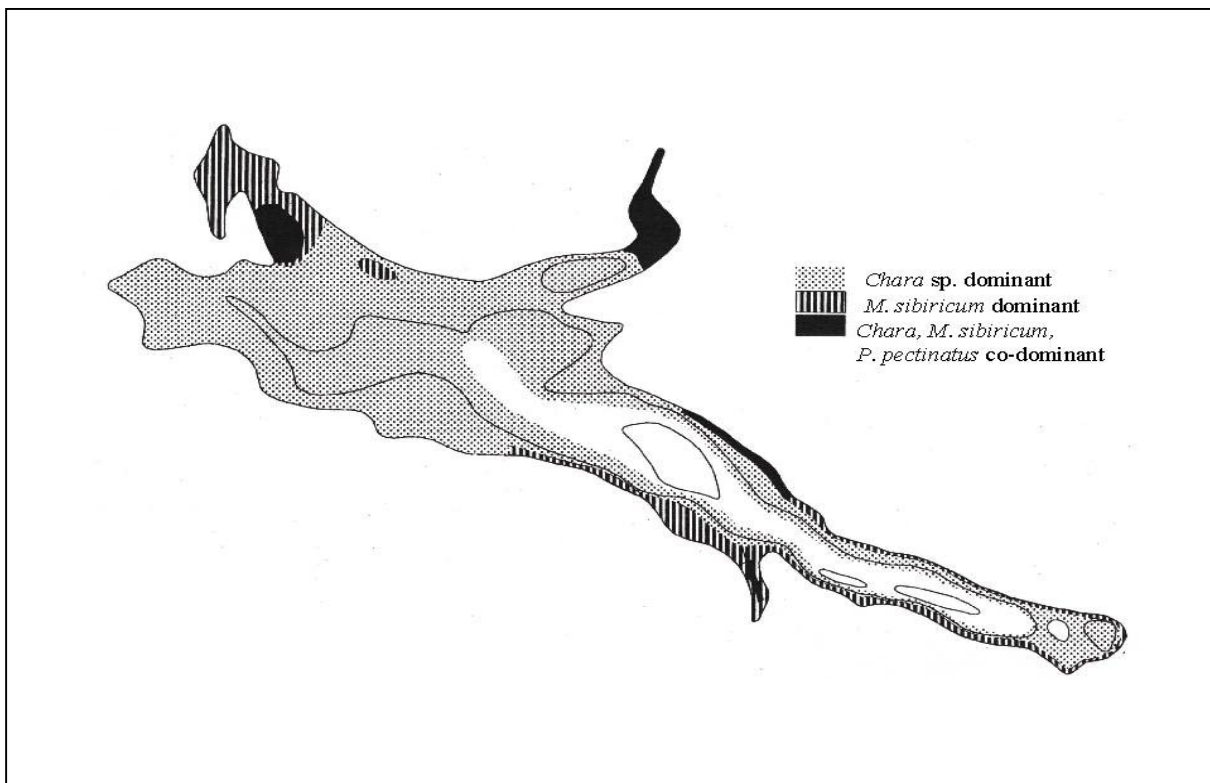 Chara sp. dominant
M. sibiricum dominant
Chara, M. sibiricum,
P. pectinatus co-dominant